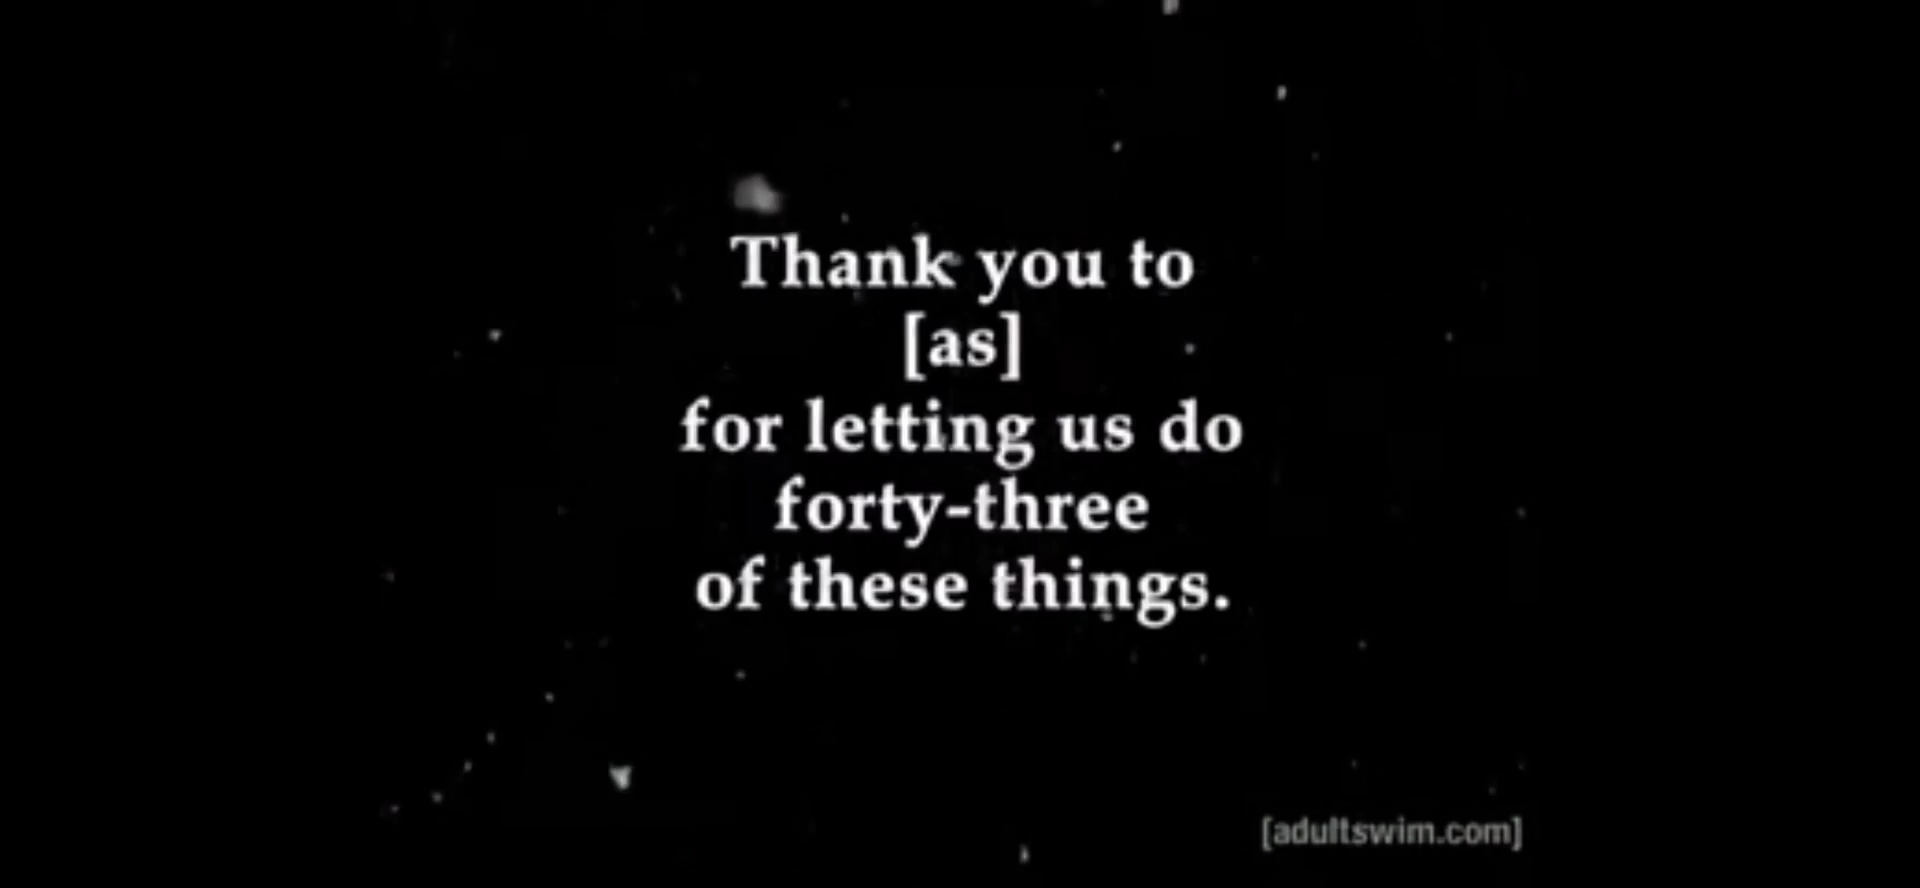 Thank you to
[as]
for letting us do
forty-three
of these things.
[adultswim.com]